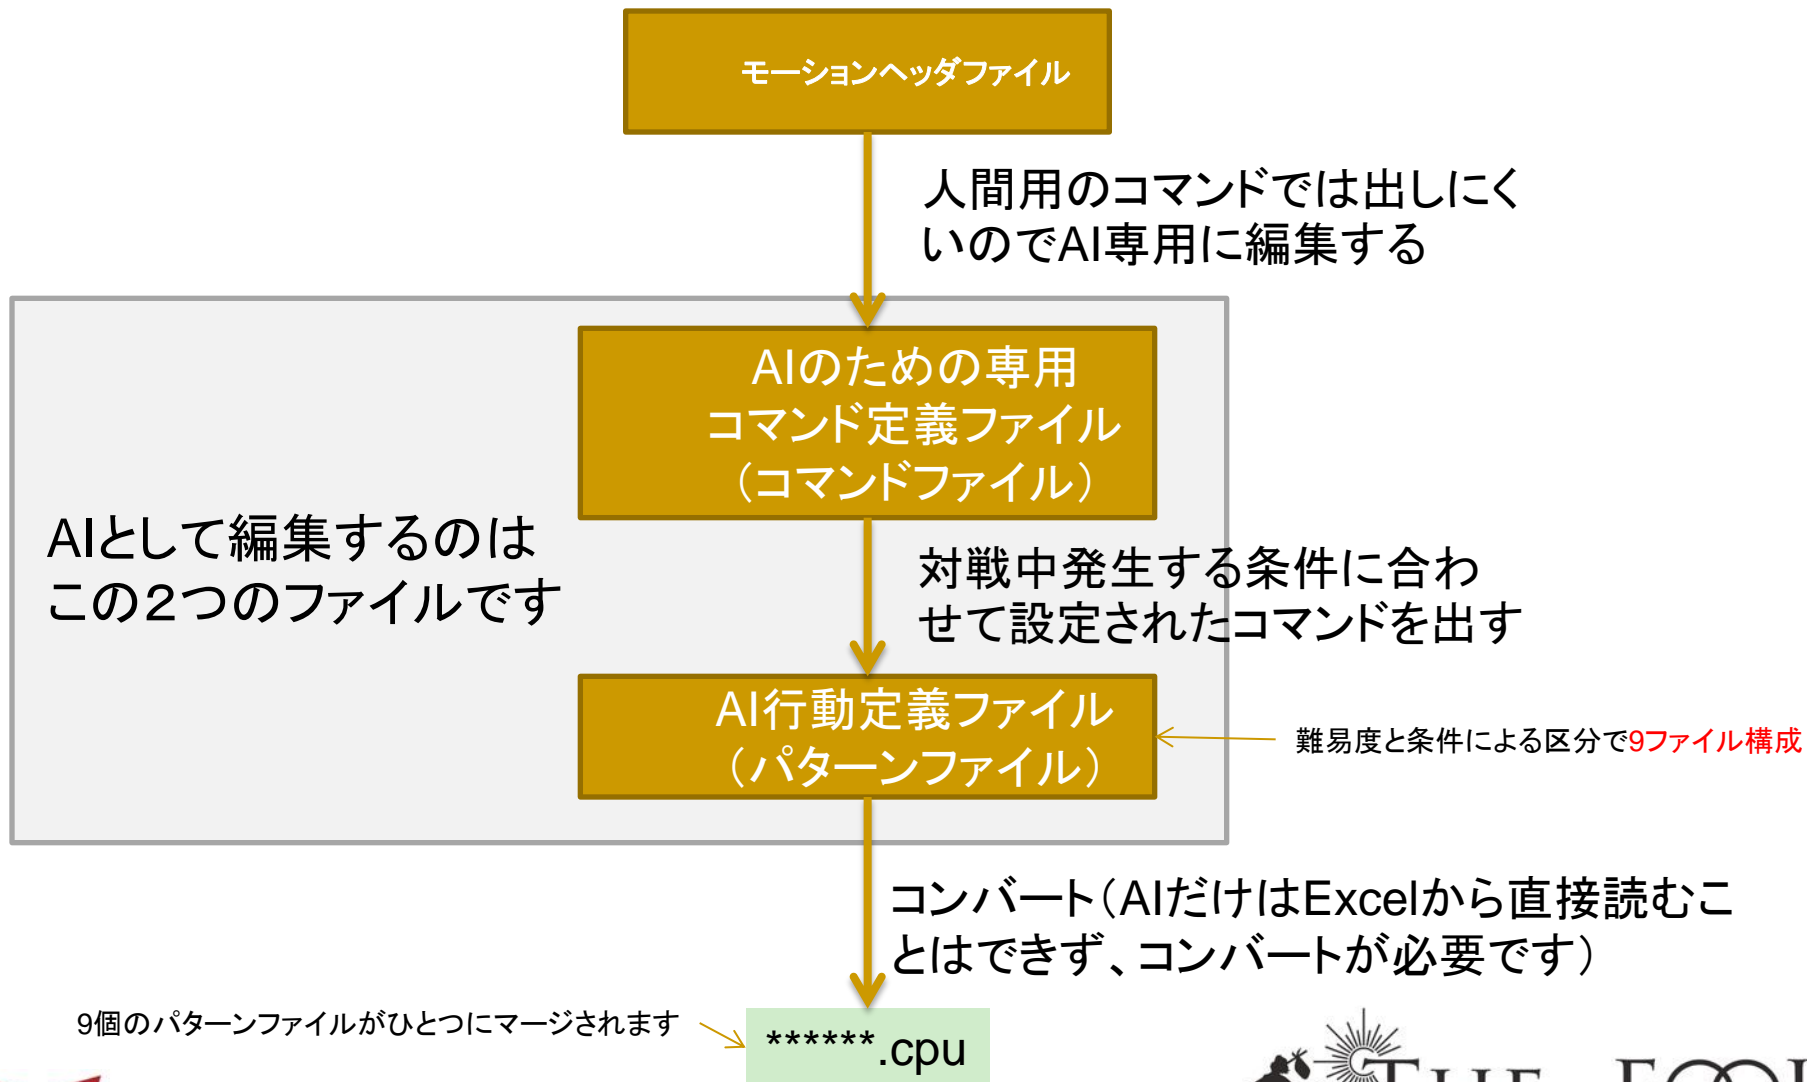 モーションヘッダファイル
人間用のコマンドでは出しにく
いのでAI専用に編集する
AIのための専用
コマンド定義ファイル
（コマンドファイル）
AIとして編集するのは
この２つのファイルです
対戦中発生する条件に合わ
せて設定されたコマンドを出す
AI行動定義ファイル
（パターンファイル）
難易度と条件による区分で9ファイル構成
コンバート（AIだけはExcelから直接読むこ
とはできず、コンバートが必要です）
9個のパターンファイルがひとつにマージされます
******.cpu